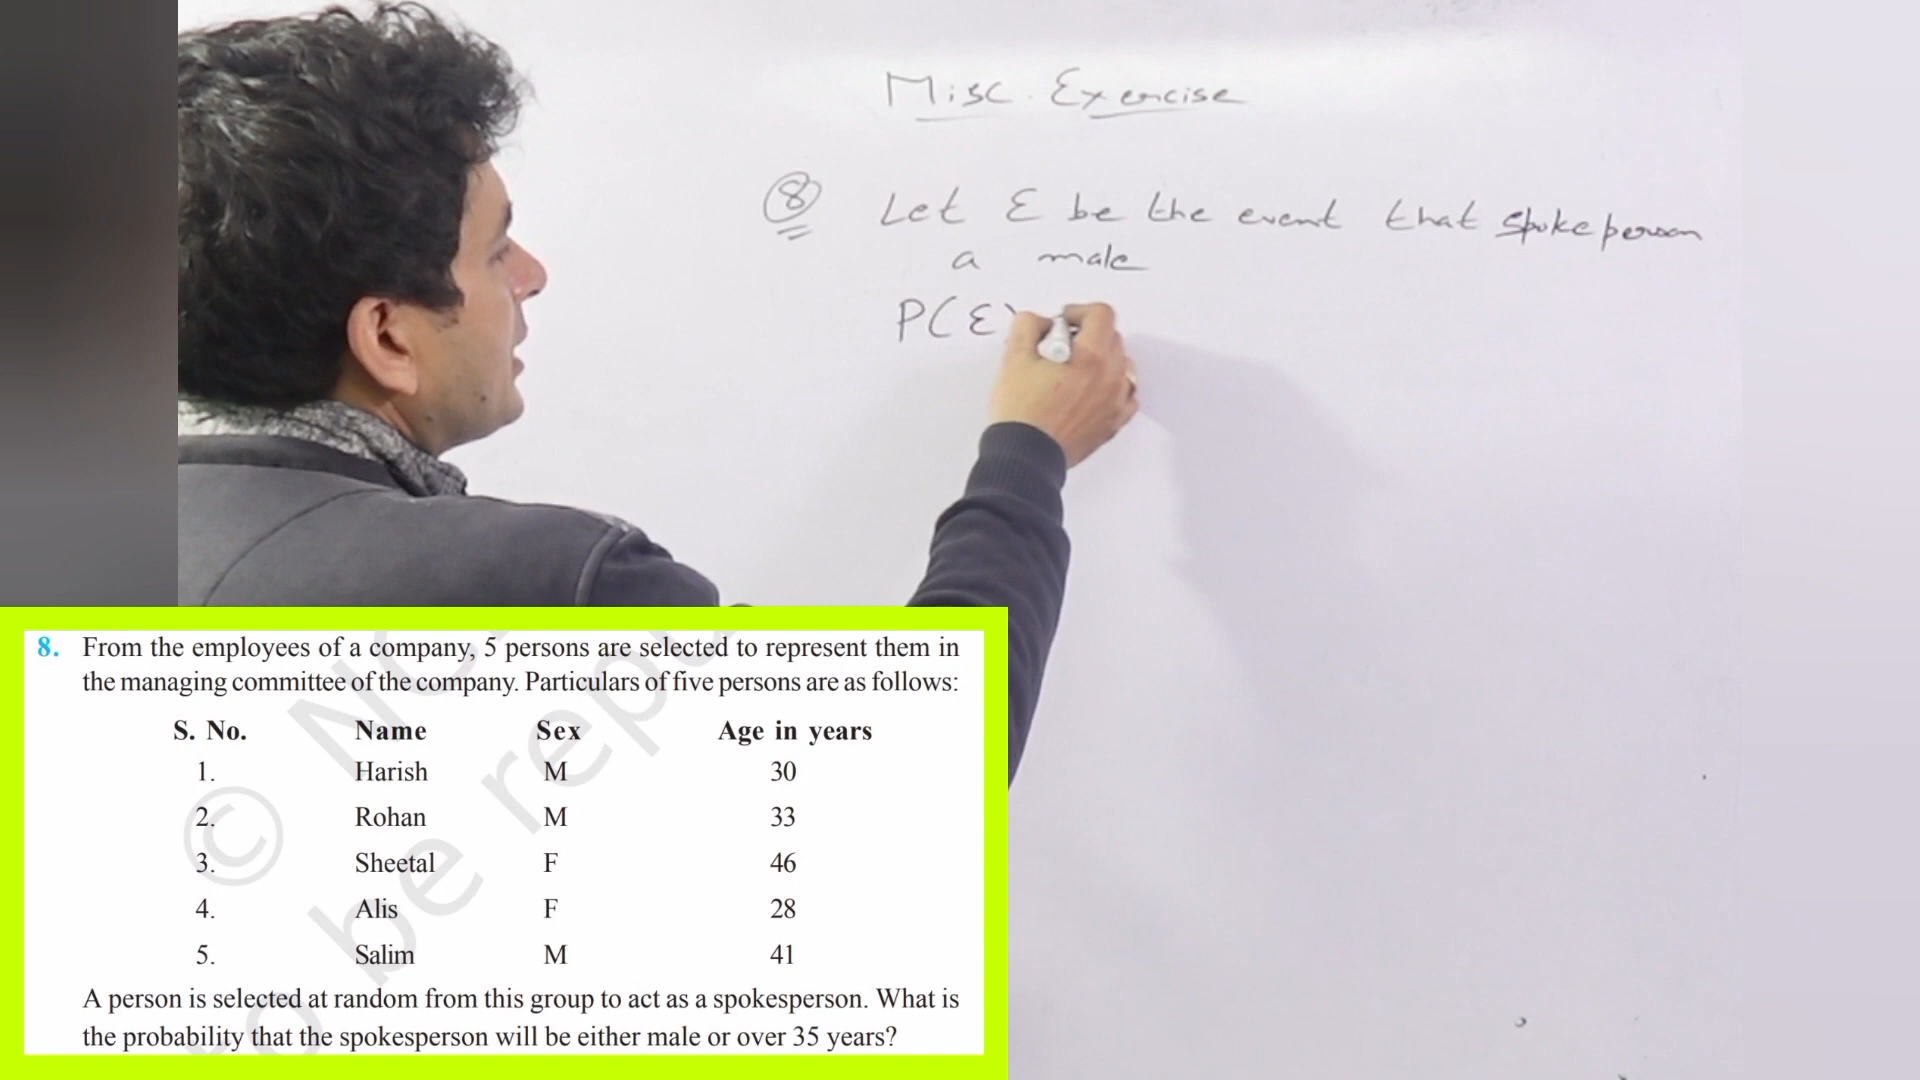 Misc. Exercise
8 Let E be the event that spokeperson
a male
P(E)
8. From the employees of a company, 5 persons are selected to represent them in
the managing committee of the company. Particulars of five persons are as follows:
S. No. Name Sex Age in years
1. Harish M 30
2. Rohan M 33
3. Sheetal F 46
4. Alis F 28
5. Salim M 41
A person is selected at random from this group to act as a spokesperson. What is
the probability that the spokesperson will be either male or over 35 years?
©
be